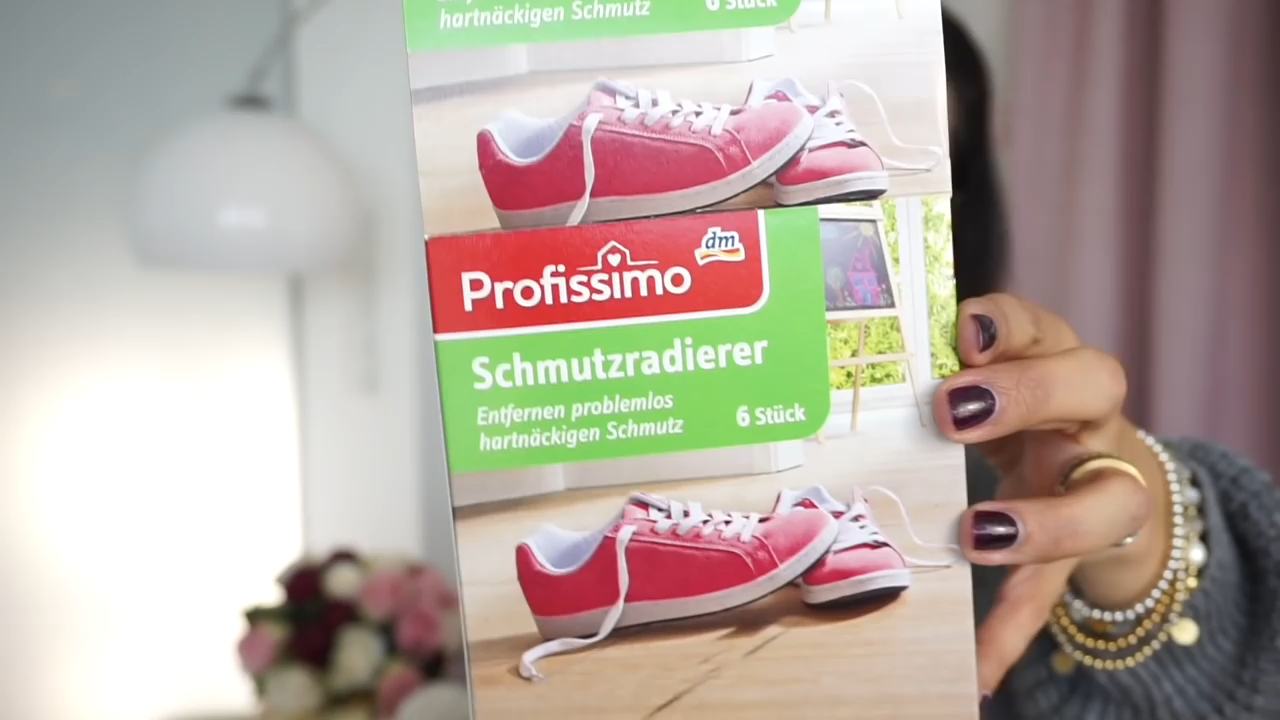 hartnäckigen Schmutz
6 Stück
dm
Profissimo
Schmutzradierer
Entfernen problemlos
hartnäckigen Schmutz
6 Stück